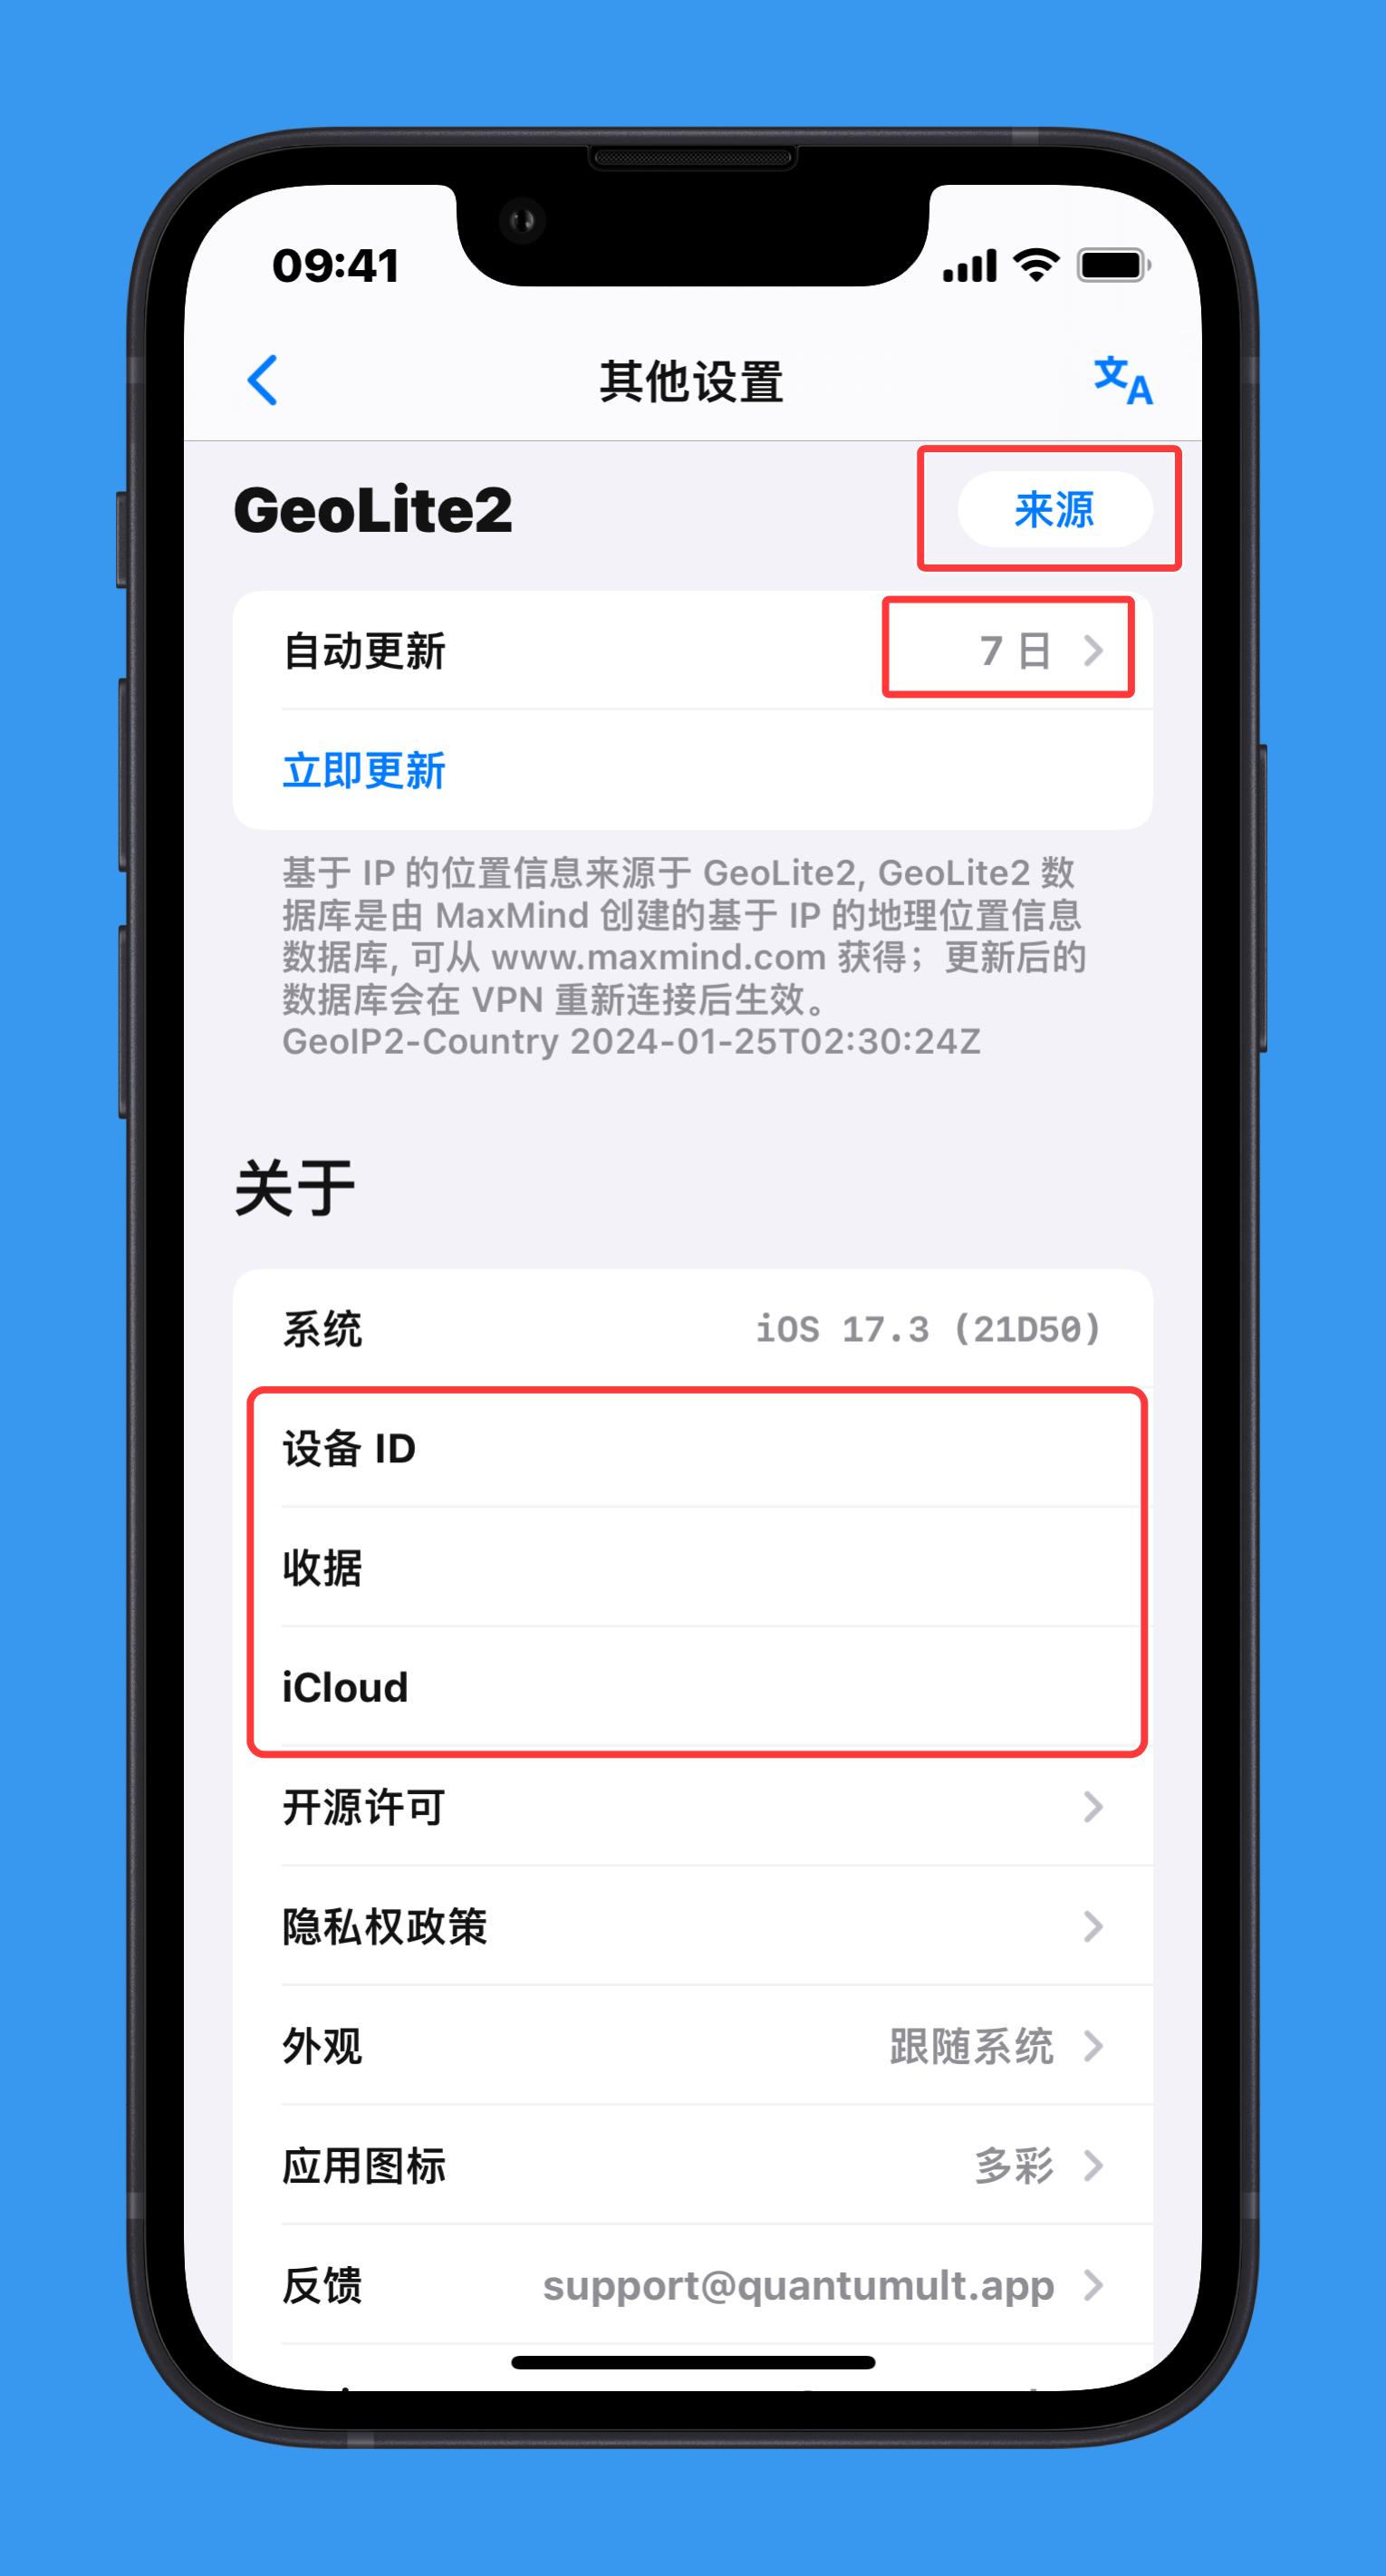 09:41
其他设置
文A
GeoLite2
来源
自动更新
7 日
立即更新
基于 IP 的位置信息来源于 GeoLite2, GeoLite2 数
据库是由 MaxMind 创建的基于 IP 的地理位置信息
数据库, 可从 www.maxmind.com 获得；更新后的
数据库会在 VPN 重新连接后生效。
GeoIP2-Country 2024-01-25T02:30:24Z
关于
系统
iOS 17.3 (21D50)
设备 ID
收据
iCloud
开源许可
隐私权政策
外观
跟随系统
应用图标
多彩
反馈
support@quantumult.app